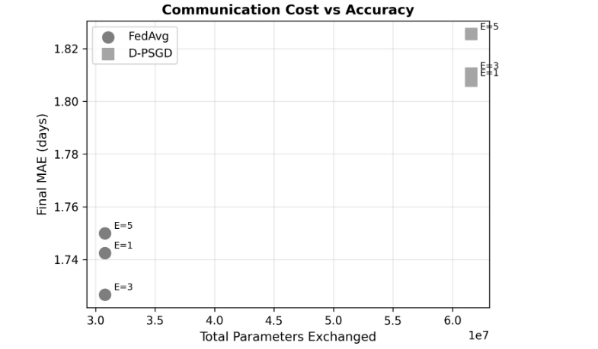 Communication Cost vs Accuracy
FedAvg
D-PSGD
E=5
E=3
E=1
E=5
E=1
E=3
1.82
1.80
1.78
1.76
1.74
Final MAE (days)
3.0 3.5 4.0 4.5 5.0 5.5 6.0
1e7
Total Parameters Exchanged